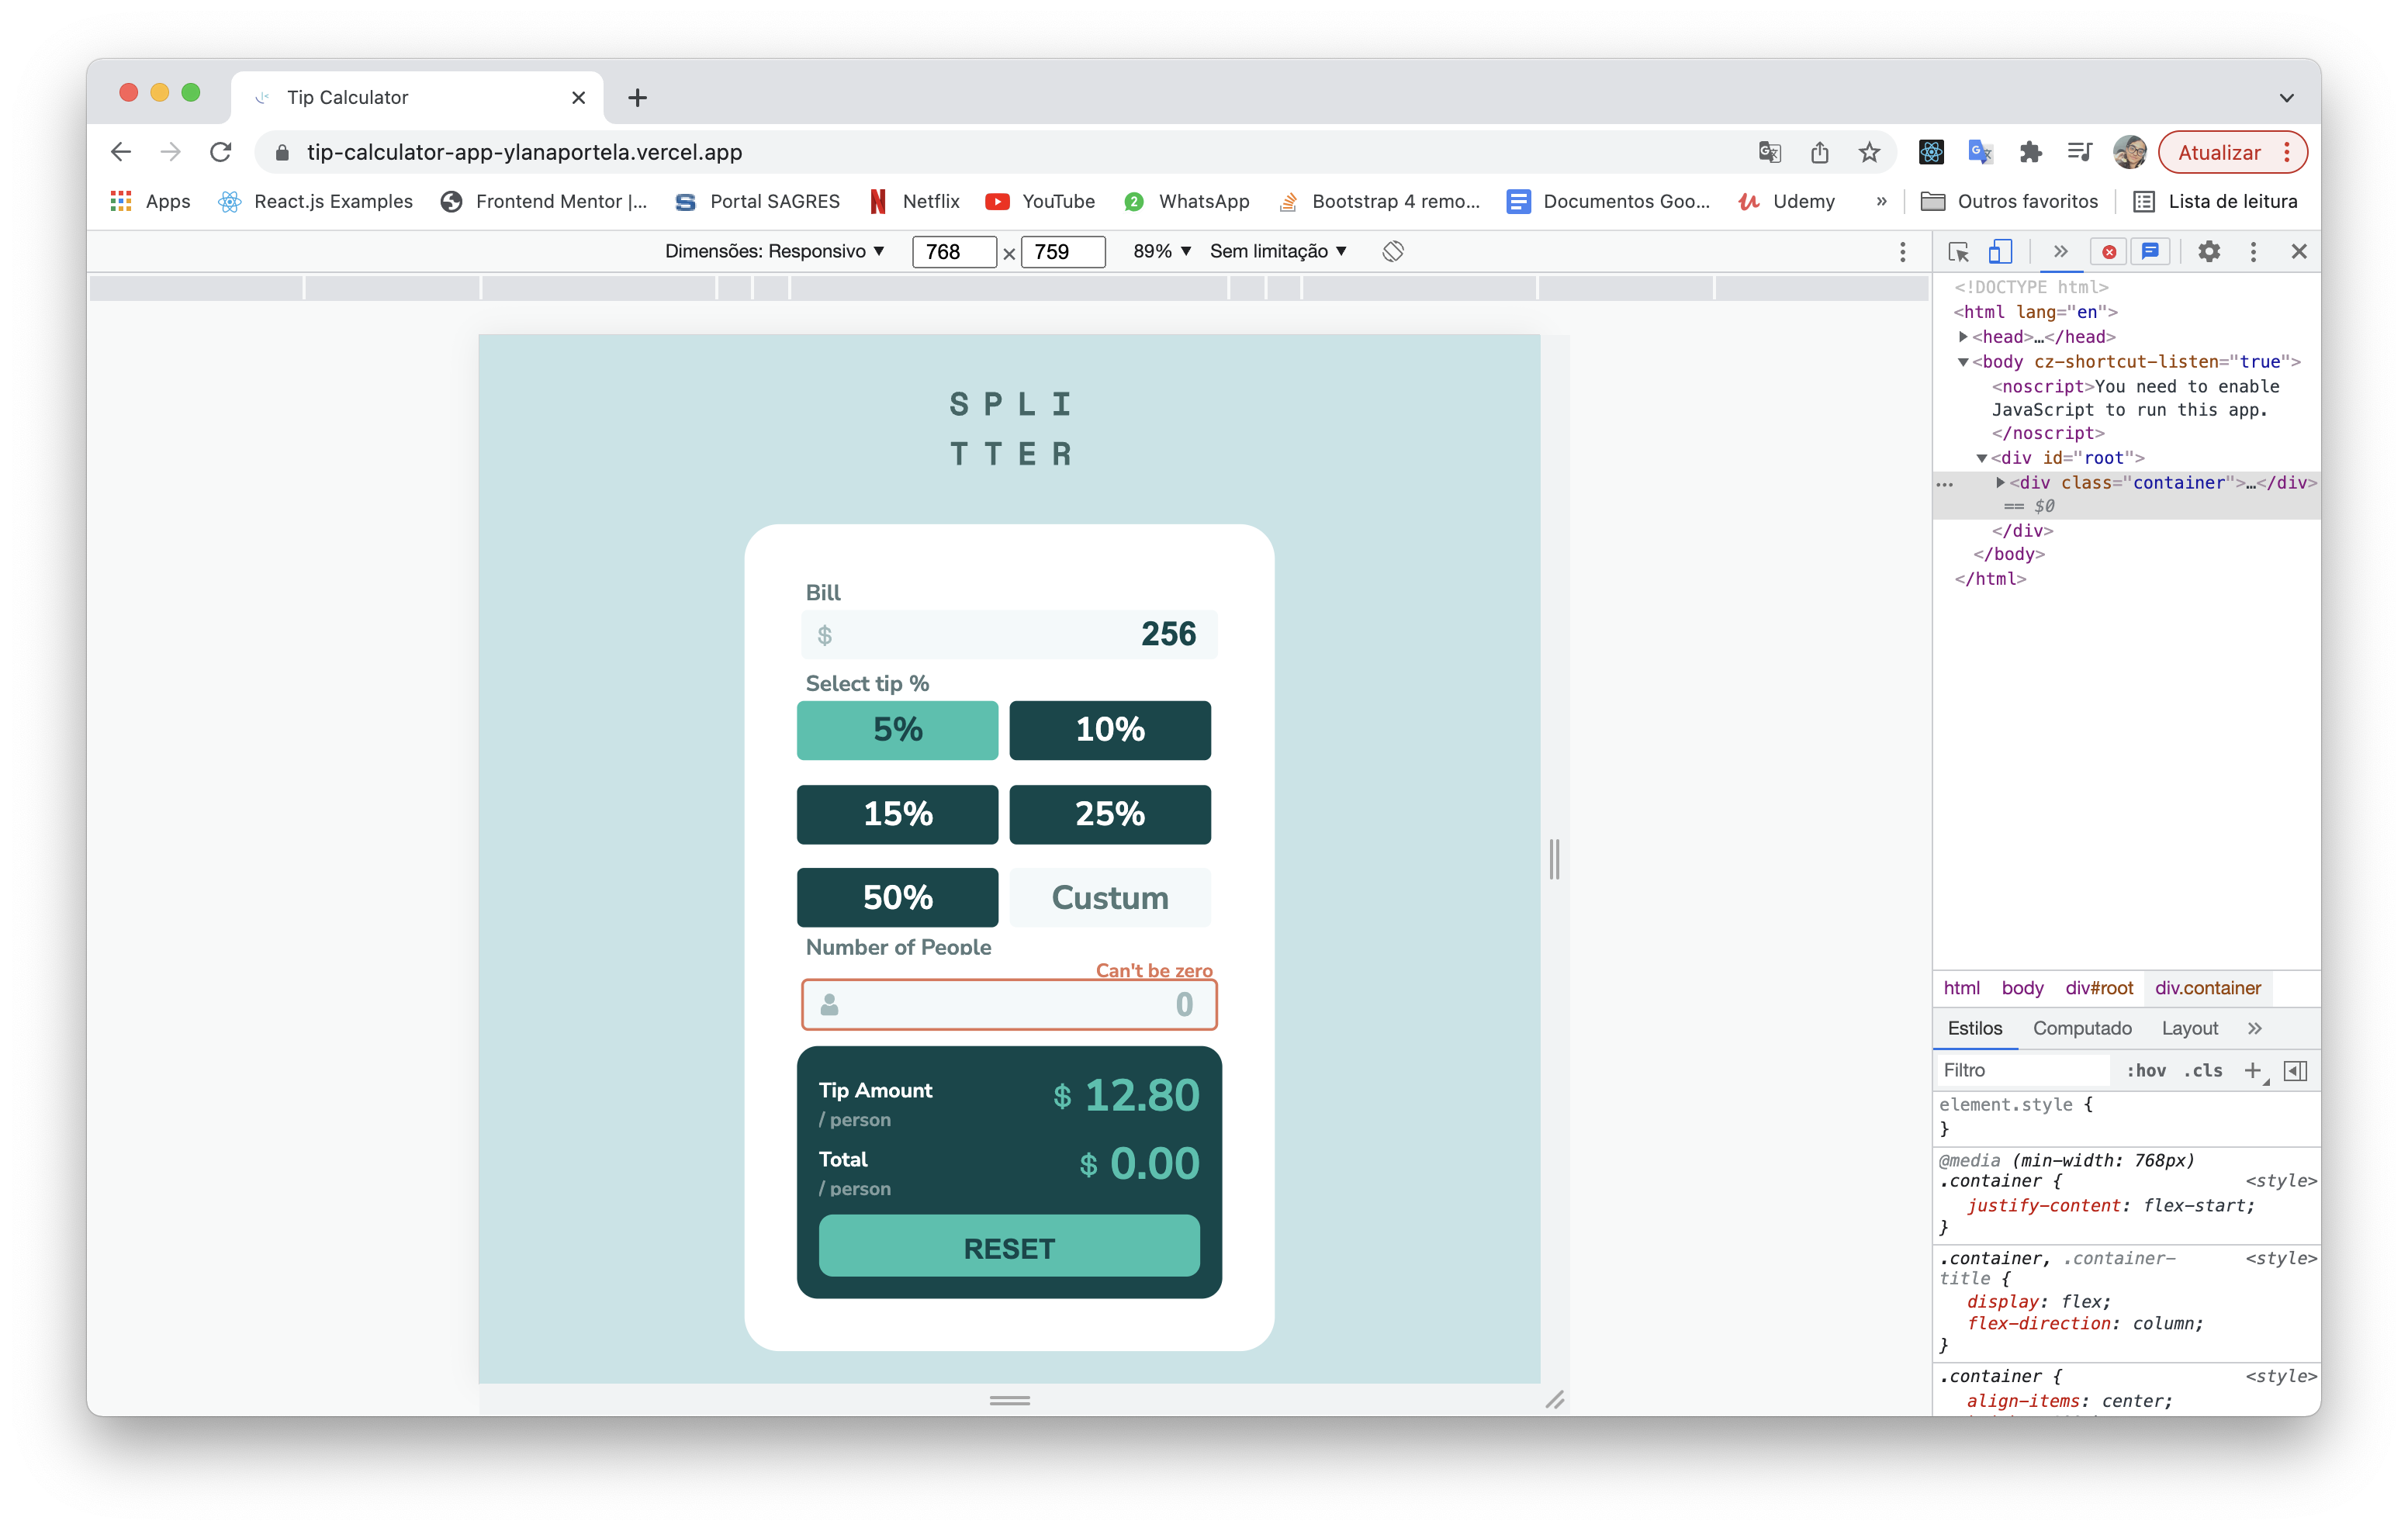 Tip Calculator
tip-calculator-app-ylanaportela.vercel.app
Atualizar
Apps React.js Examples Frontend Mentor |... Portal SAGRES Netflix YouTube 2 WhatsApp Bootstrap 4 remo... Documentos Goo... Udemy » Outros favoritos Lista de leitura
Dimensões: Responsivo ▼ 768 × 759 89% ▼ Sem limitação ▼
SPLI
TTER
Bill
$ 256
Select tip %
5% 10%
15% 25%
50% Custum
Number of People
Can't be zero
0
Tip Amount $ 12.80
/ person
Total $ 0.00
/ person
RESET
<!DOCTYPE html>
<html lang="en">
<head>…</head>
<body cz-shortcut-listen="true">
<noscript>You need to enable
JavaScript to run this app.
</noscript>
<div id="root">
<div class="container">…</div>
== $0
</div>
</body>
</html>
html body div#root div.container
Estilos Computado Layout »
Filtro :hov .cls +
element.style {
}
@media (min-width: 768px)
.container { <style>
justify-content: flex-start;
}
.container, .container- <style>
title {
display: flex;
flex-direction: column;
}
.container { <style>
align-items: center;